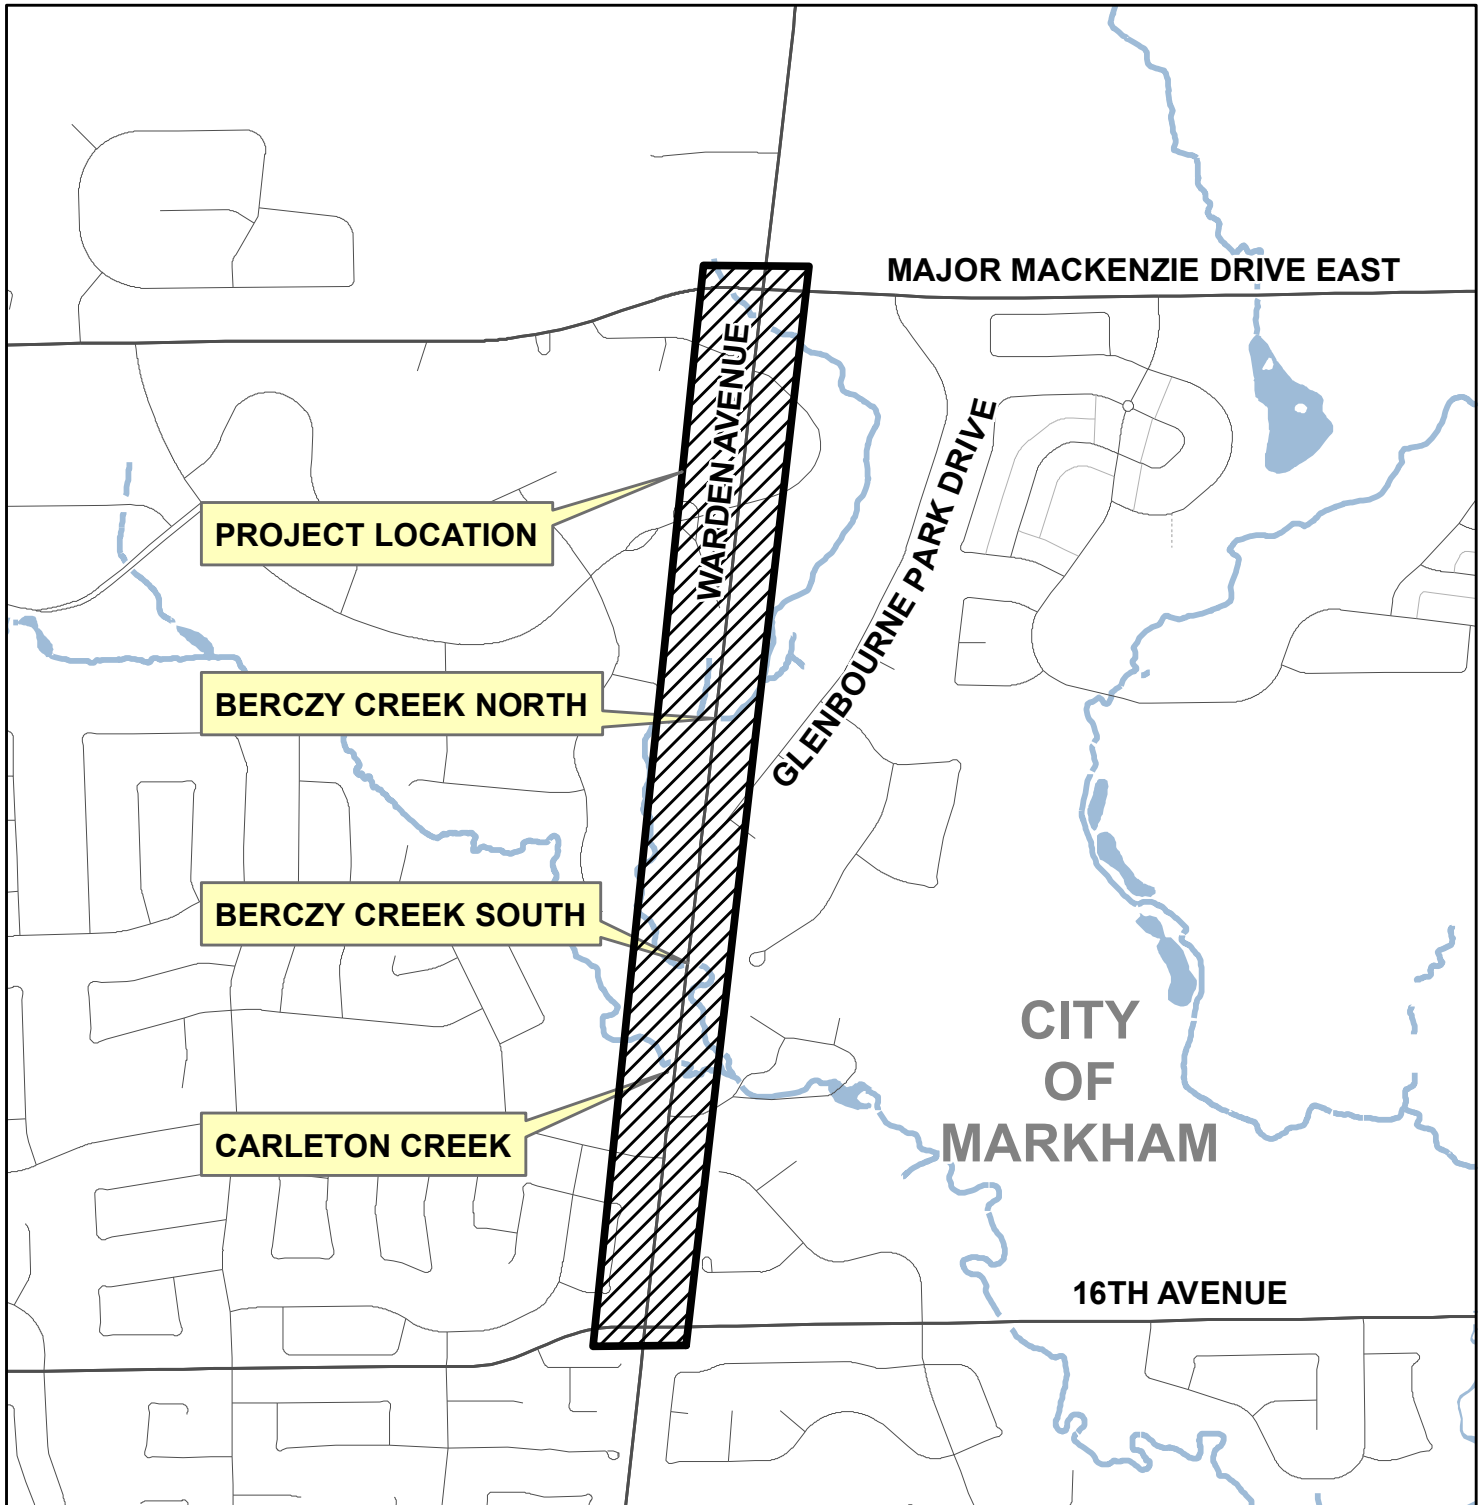 MAJOR MACKENZIE DRIVE EAST
WARDEN AVENUE
GLENBOURNE PARK DRIVE
PROJECT LOCATION
BERCZY CREEK NORTH
BERCZY CREEK SOUTH
CITY
OF
MARKHAM
CARLETON CREEK
16TH AVENUE